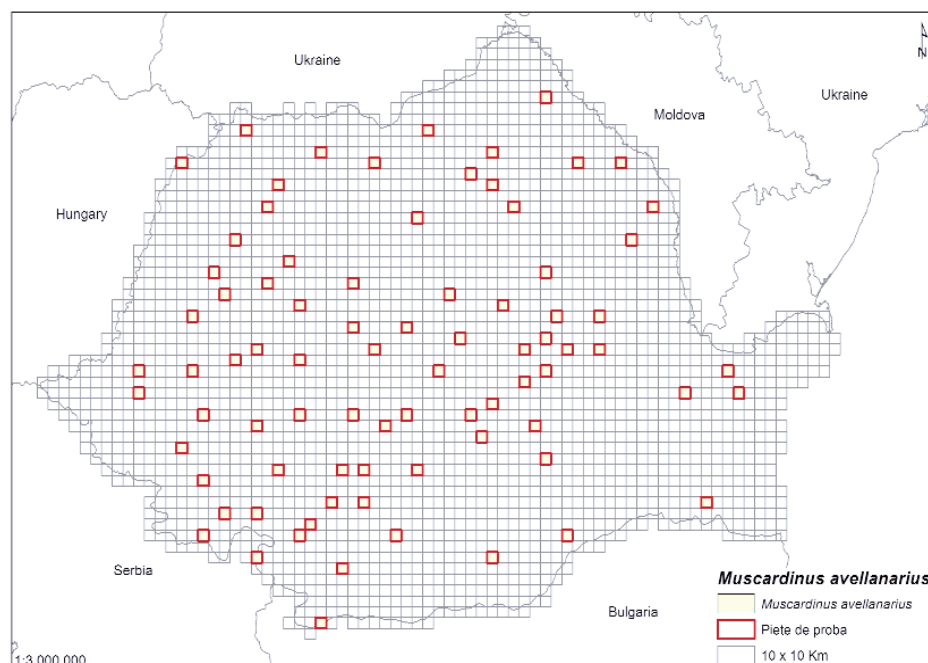 Ukraine
N
Ukraine
Moldova
Hungary
Serbia
Bulgaria
Muscardinus avellanarius
Muscardinus avellanarius
Piete de proba
10 x 10 Km
1:3 000 000